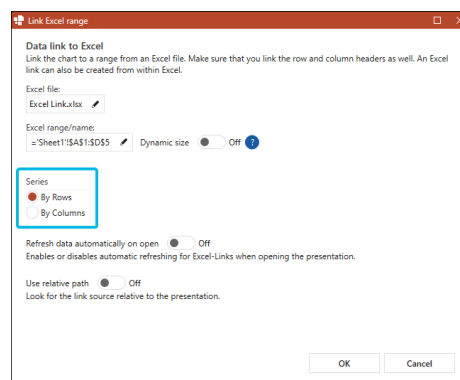 Link Excel range
Data link to Excel
Link the chart to a range from an Excel file. Make sure that you link the row and column headers as well. An Excel
link can also be created from within Excel.
Excel file:
Excel Link.xlsx
Excel range/name:
='Sheet1'!$A$1:$D$5 Dynamic size Off ?
Series
By Rows
By Columns
Refresh data automatically on open Off
Enables or disables automatic refreshing for Excel-Links when opening the presentation.
Use relative path Off
Look for the link source relative to the presentation.
OK Cancel